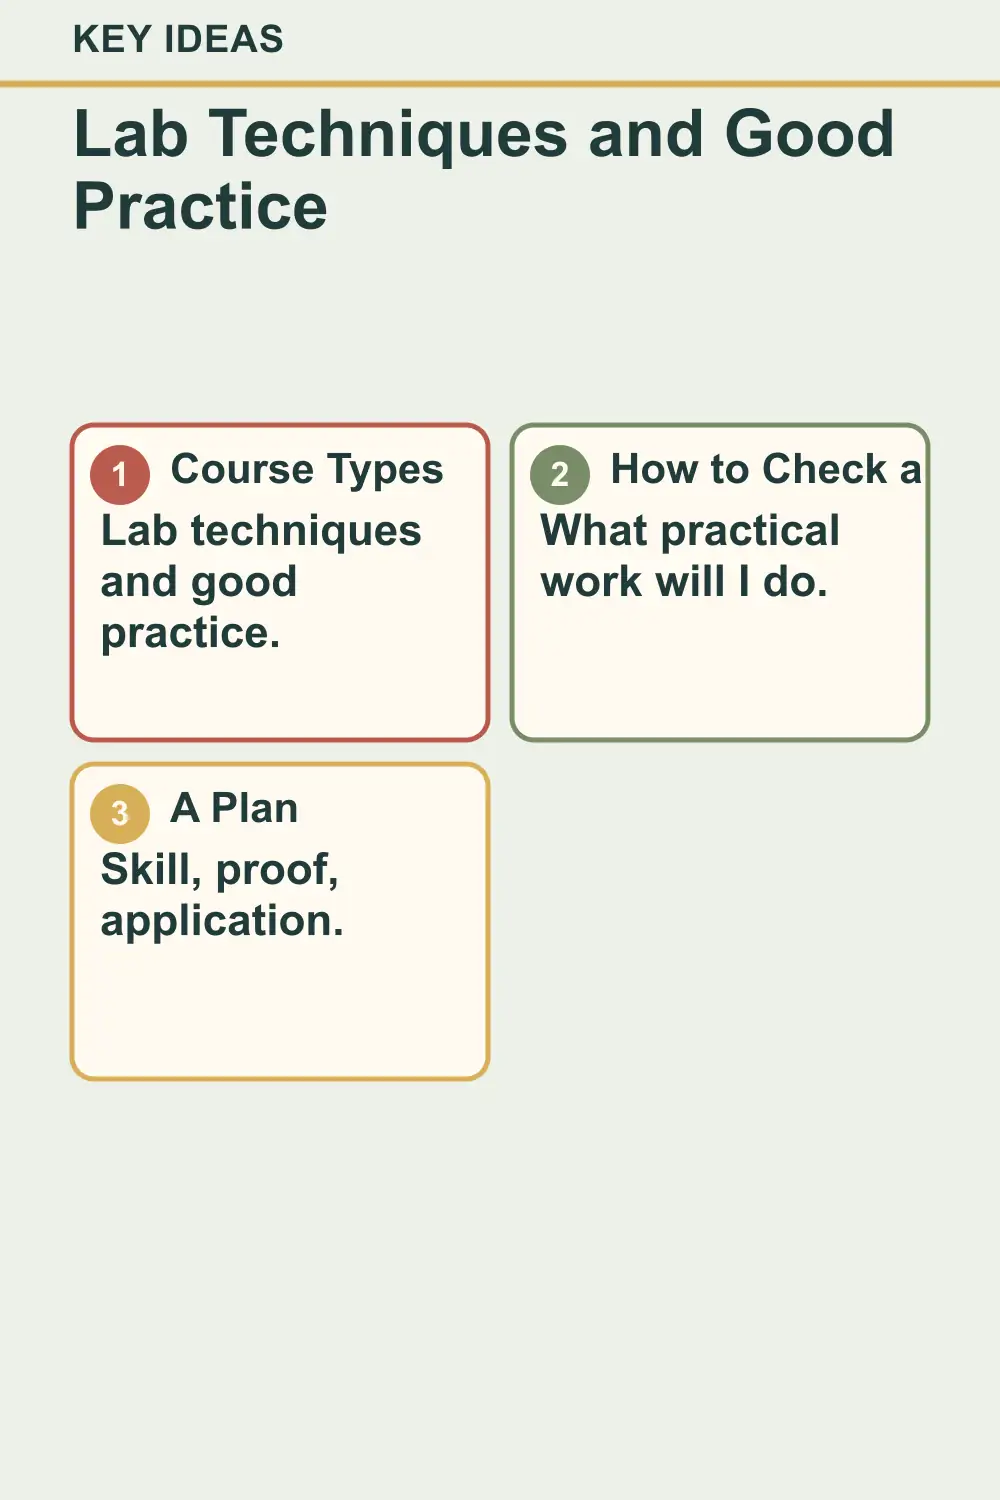 KEY IDEAS
Lab Techniques and Good
Practice
1 Course Types
Lab techniques
and good
practice.
2 How to Check a
What practical
work will I do.
3 A Plan
Skill, proof,
application.